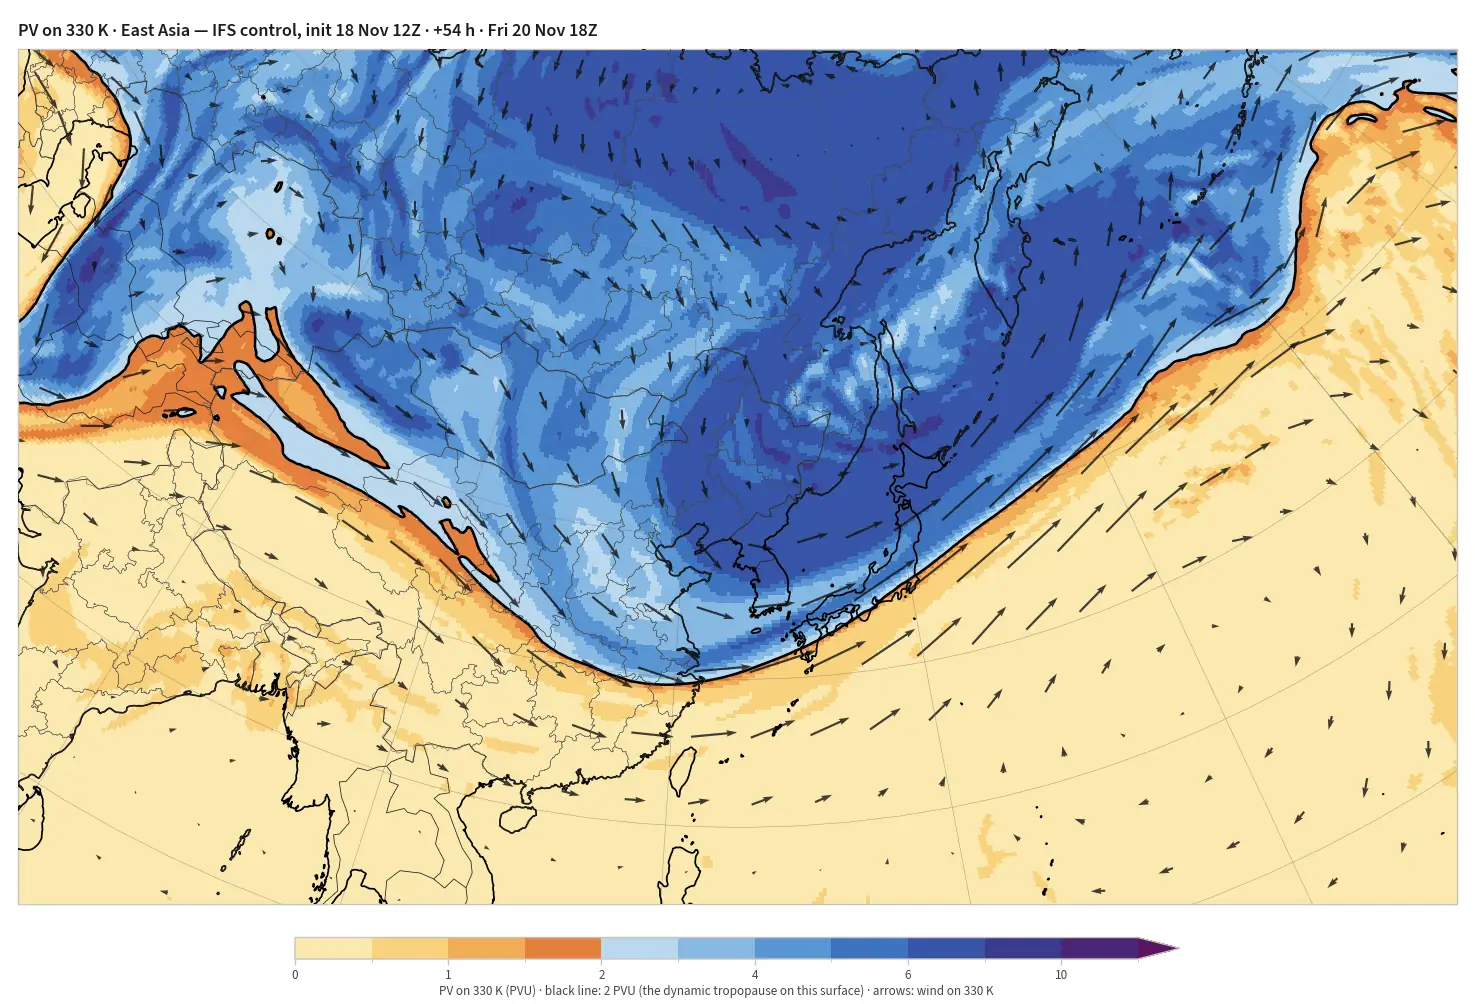 PV on 330 K · East Asia — IFS control, init 18 Nov 12Z · +54 h · Fri 20 Nov 18Z
0 1 2 4 6 10
PV on 330 K (PVU) · black line: 2 PVU (the dynamic tropopause on this surface) · arrows: wind on 330 K